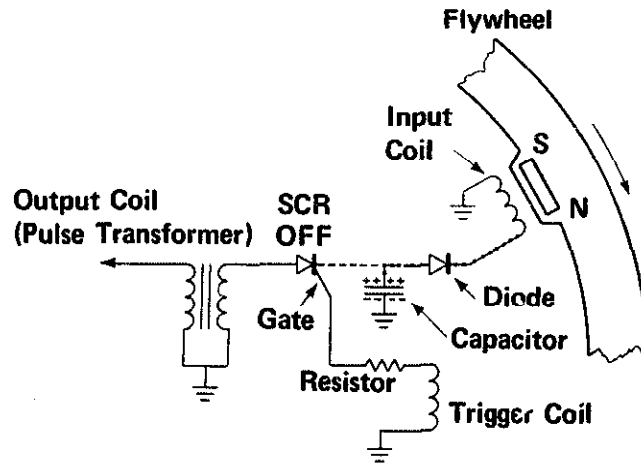 Flywheel
Input
Coil
S
N
Output Coil
(Pulse Transformer)
SCR
OFF
Gate
+ + + +
Diode
Capacitor
Resistor
Trigger Coil